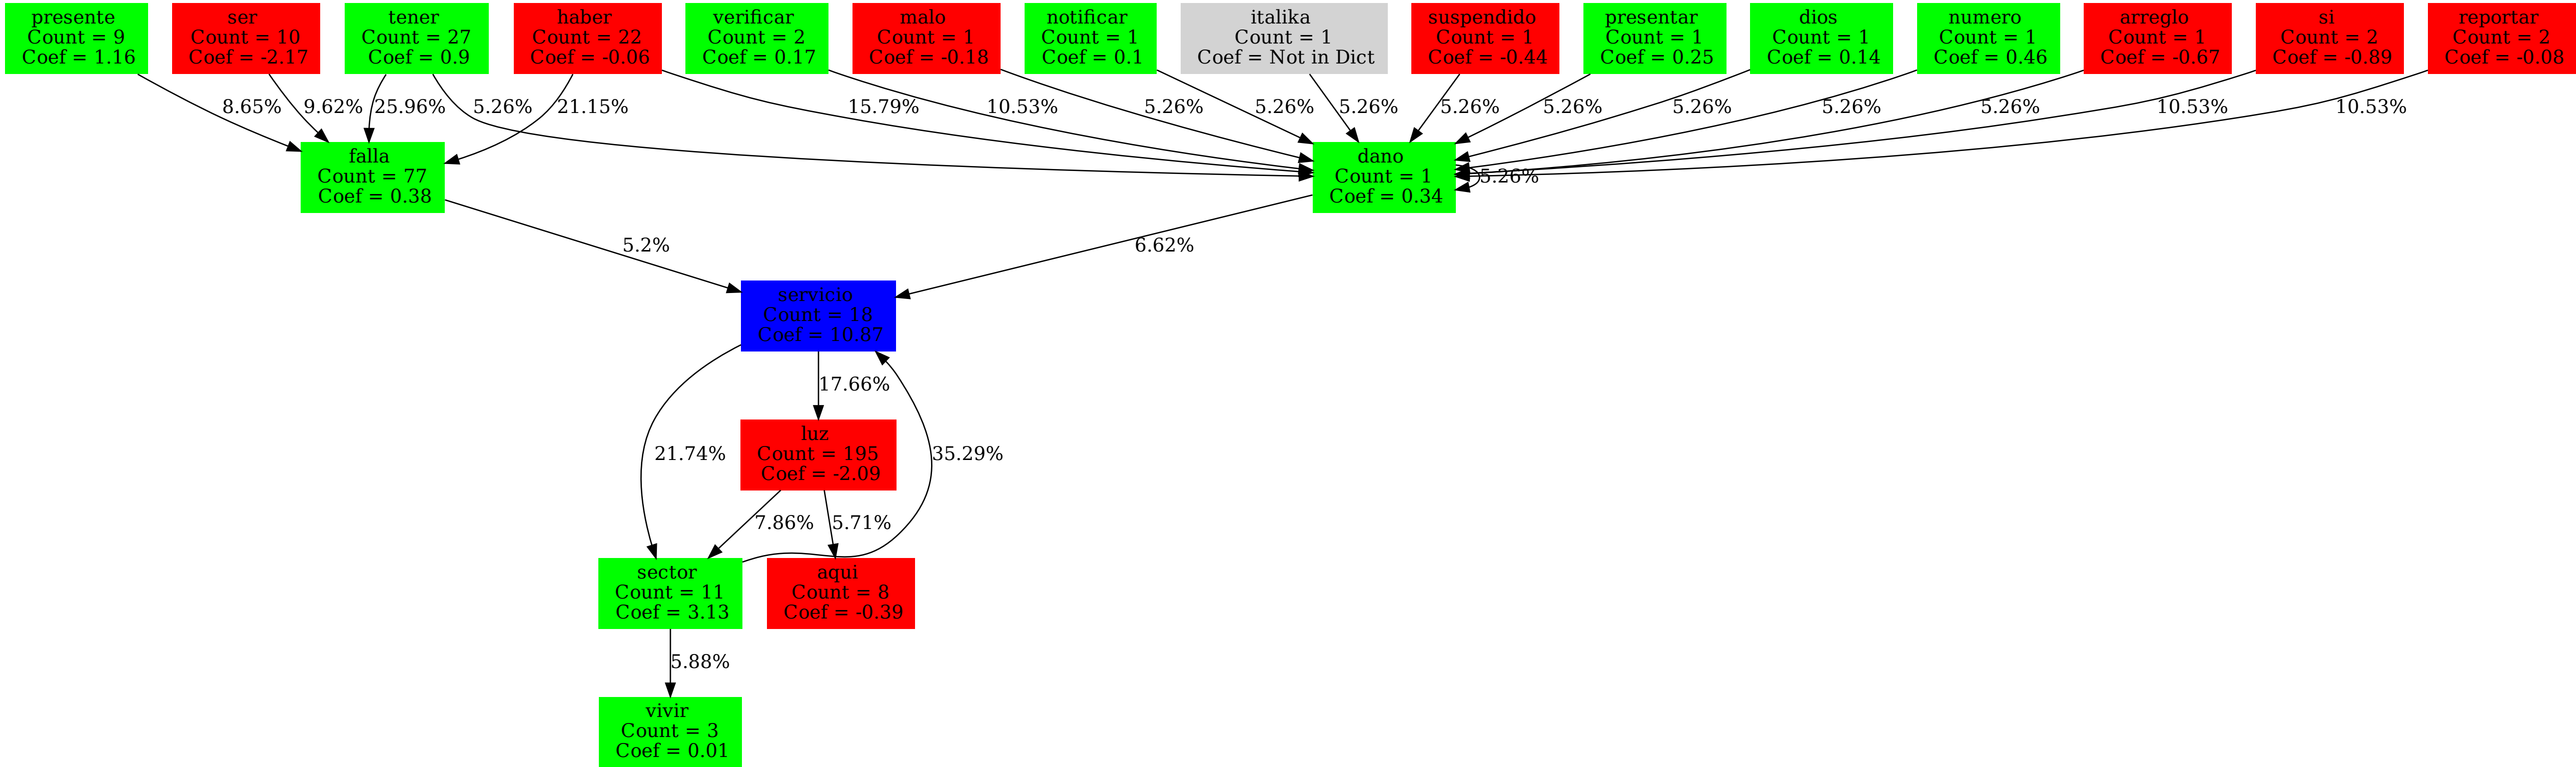 presente
Count = 9
Coef = 1.16
ser
Count = 10
Coef = -2.17
tener
Count = 27
Coef = 0.9
haber
Count = 22
Coef = -0.06
verificar
Count = 2
Coef = 0.17
malo
Count = 1
Coef = -0.18
notificar
Count = 1
Coef = 0.1
italika
Count = 1
Coef = Not in Dict
suspendido
Count = 1
Coef = -0.44
presentar
Count = 1
Coef = 0.25
dios
Count = 1
Coef = 0.14
numero
Count = 1
Coef = 0.46
arreglo
Count = 1
Coef = -0.67
si
Count = 2
Coef = -0.89
reportar
Count = 2
Coef = -0.08
8.65%
9.62%
25.96%
5.26%
21.15%
15.79%
10.53%
5.26%
5.26%
5.26%
5.26%
5.26%
5.26%
5.26%
5.26%
10.53%
10.53%
falla
Count = 77
Coef = 0.38
dano
Count = 1
Coef = 0.34
5.26%
5.2%
6.62%
servicio
Count = 18
Coef = 10.87
17.66%
21.74%
luz
Count = 195
Coef = -2.09
35.29%
7.86%
5.71%
sector
Count = 11
Coef = 3.13
aqui
Count = 8
Coef = -0.39
5.88%
vivir
Count = 3
Coef = 0.01